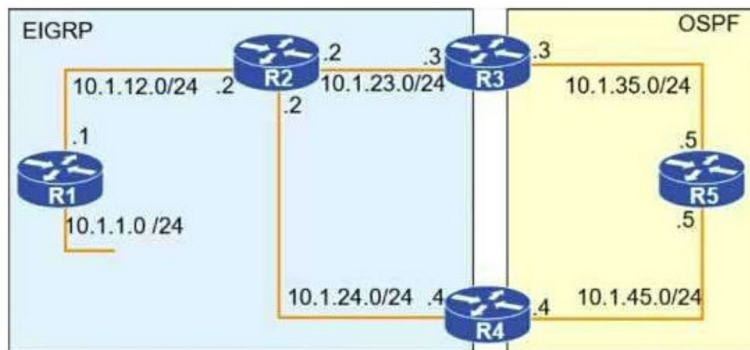 EIGRP
OSPF
.2
.3
R2
R3
.3
10.1.12.0/24
.2
10.1.23.0/24
10.1.35.0/24
.2
.1
.5
R1
R5
10.1.1.0 /24
.5
10.1.24.0/24
.4
10.1.45.0/24
.4
R4